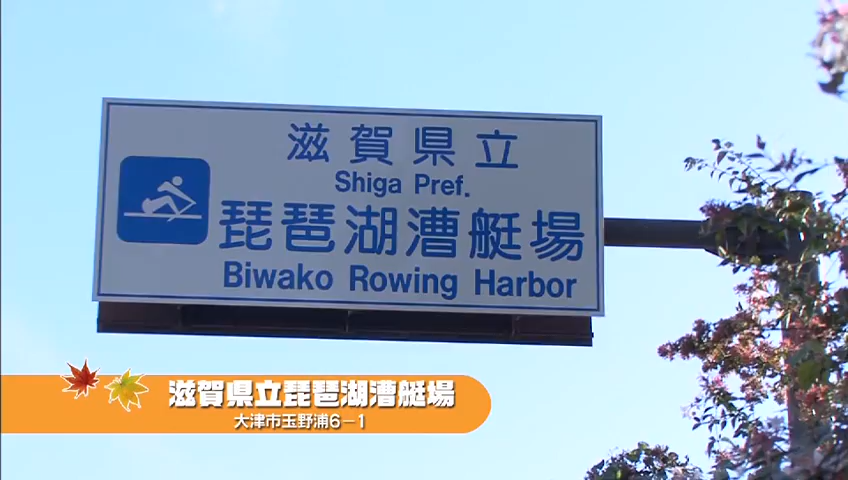 滋賀県立
Shiga Pref.
琵琶湖漕艇場
Biwako Rowing Harbor
滋賀県立琵琶湖漕艇場
大津市玉野浦6−1